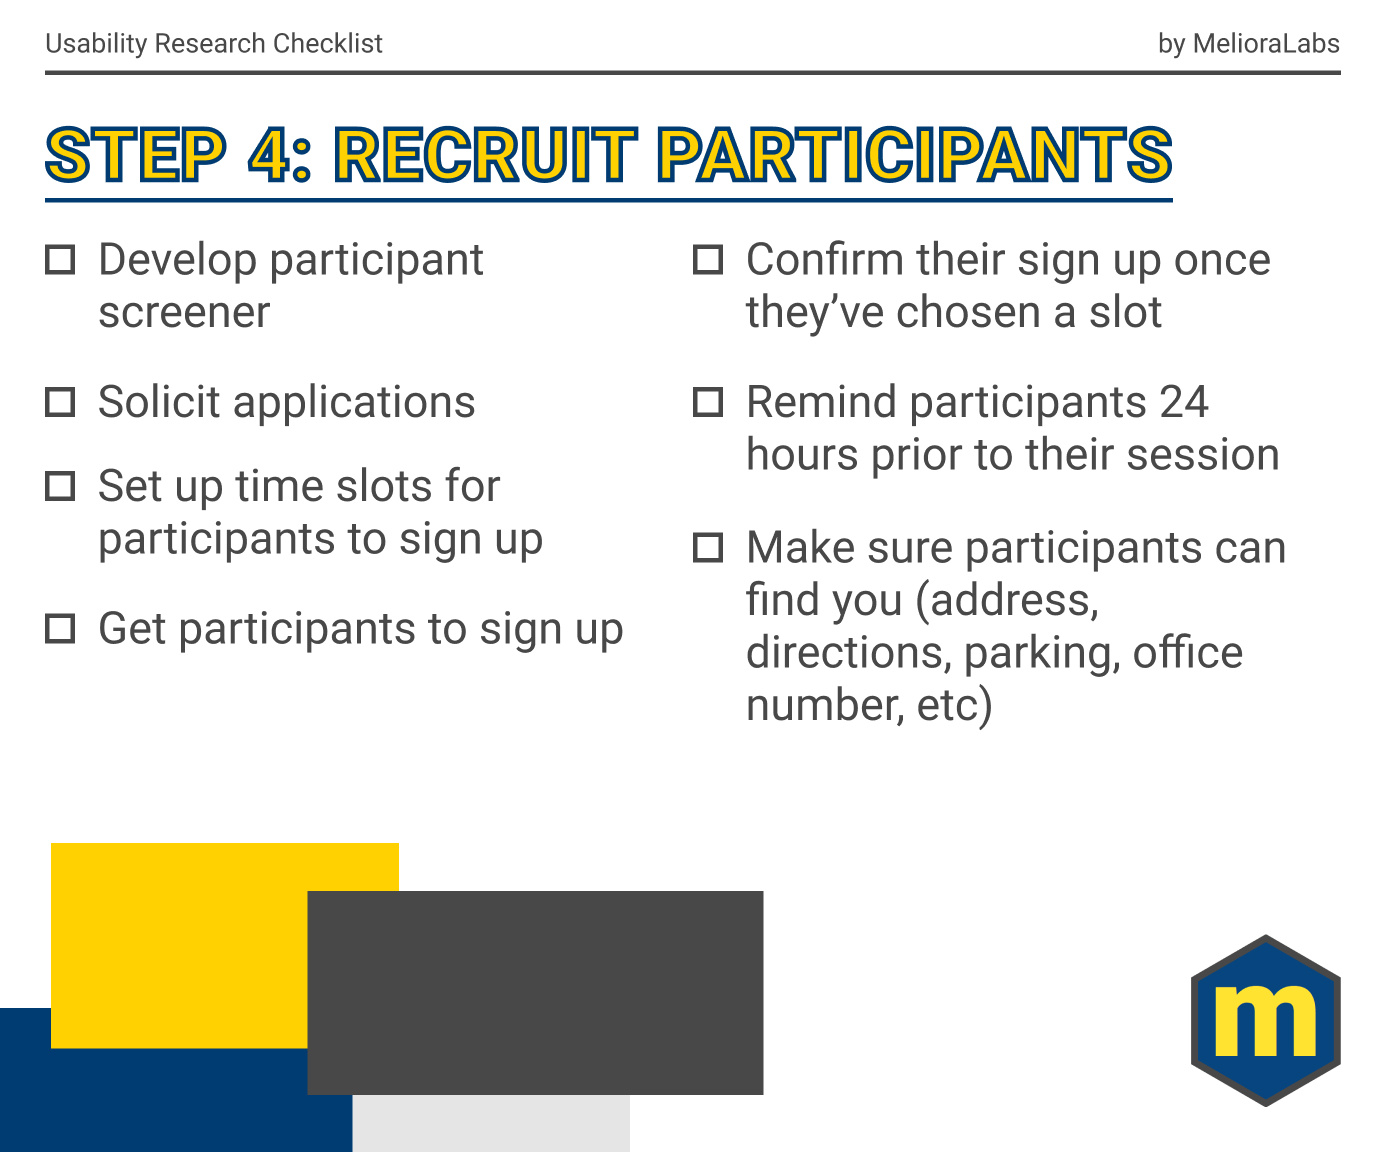 Usability Research Checklist
by MelioraLabs
STEP 4: RECRUIT PARTICIPANTS
Develop participant
screener
Solicit applications
Set up time slots for
participants to sign up
Get participants to sign up
Confirm their sign up once
they’ve chosen a slot
Remind participants 24
hours prior to their session
Make sure participants can
find you (address,
directions, parking, office
number, etc)
m